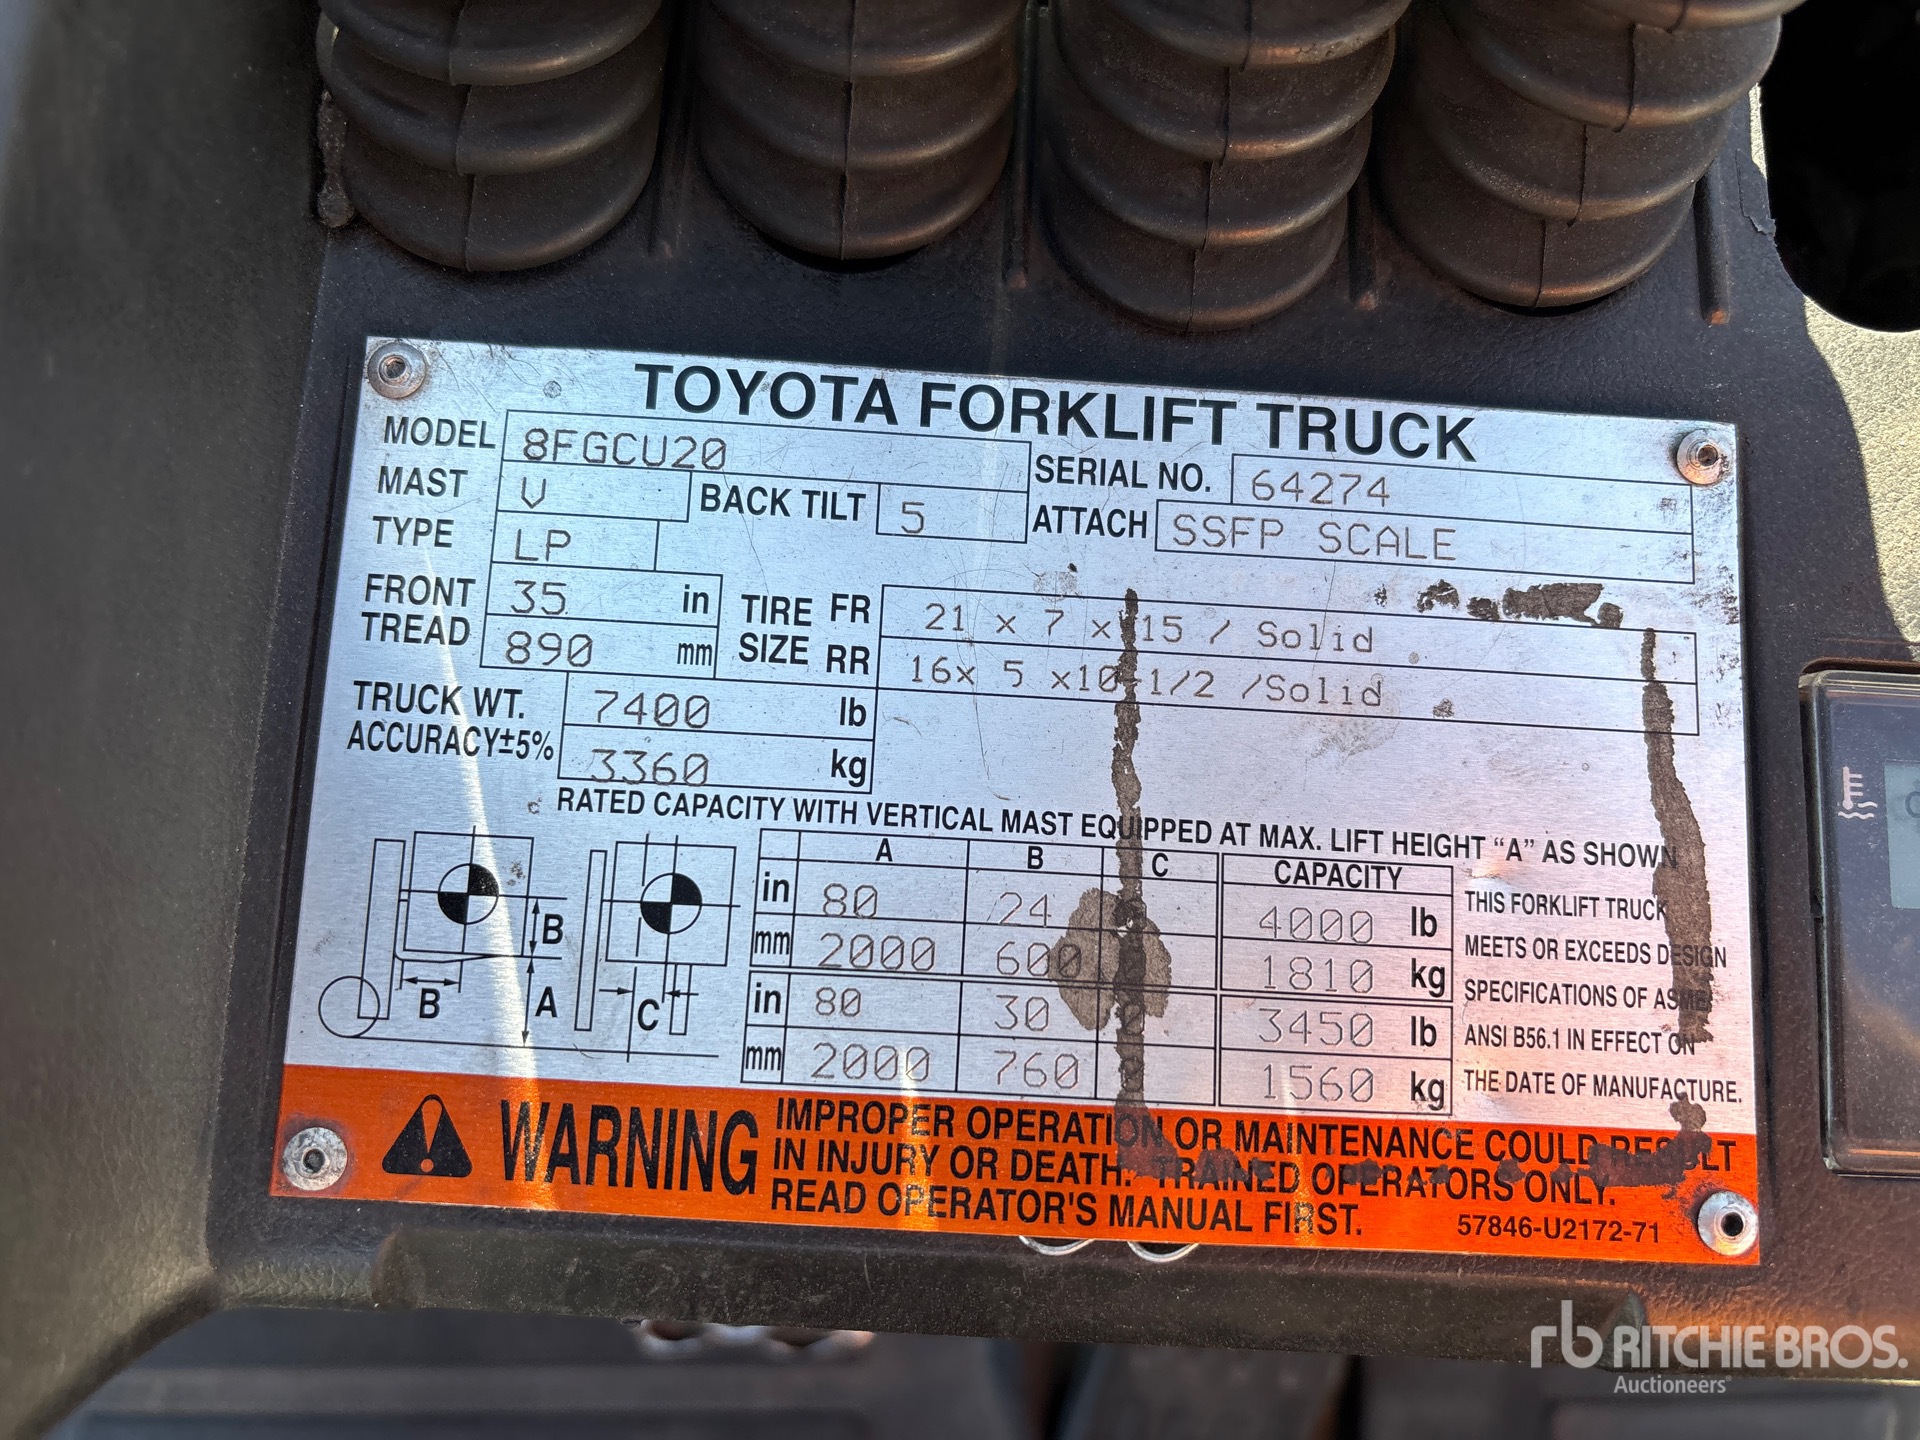 TOYOTA FORKLIFT TRUCK
MODEL 8FGCU20 SERIAL NO. 64274
MAST V BACK TILT 5 ATTACH SSFP SCALE
TYPE LP
FRONT TREAD 35 in TIRE SIZE FR 21 x 7 x 15 / Solid
890 mm RR 16x 5 x10-1/2 /Solid
TRUCK WT. 7400 lb
ACCURACY±5% 3360 kg
RATED CAPACITY WITH VERTICAL MAST EQUIPPED AT MAX. LIFT HEIGHT "A" AS SHOWN
A B C CAPACITY
in 80 24 4000 lb
mm 2000 600 1810 kg
in 80 30 0 3450 lb
mm 2000 760 0 1560 kg
B
B A C
THIS FORKLIFT TRUCK
MEETS OR EXCEEDS DESIGN
SPECIFICATIONS OF ASME
ANSI B56.1 IN EFFECT ON
THE DATE OF MANUFACTURE.
WARNING
IMPROPER OPERATION OR MAINTENANCE COULD RESULT
IN INJURY OR DEATH. TRAINED OPERATORS ONLY.
READ OPERATOR'S MANUAL FIRST.
57846-U2172-71
rb RITCHIE BROS.
Auctioneers